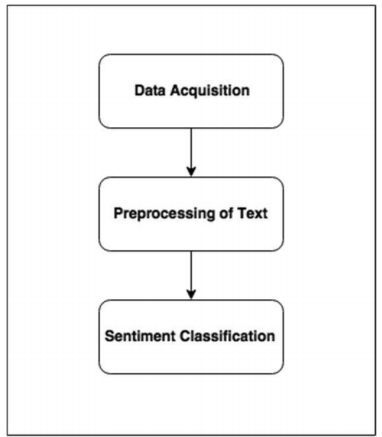 Data Acquisition
Preprocessing of Text
Sentiment Classification